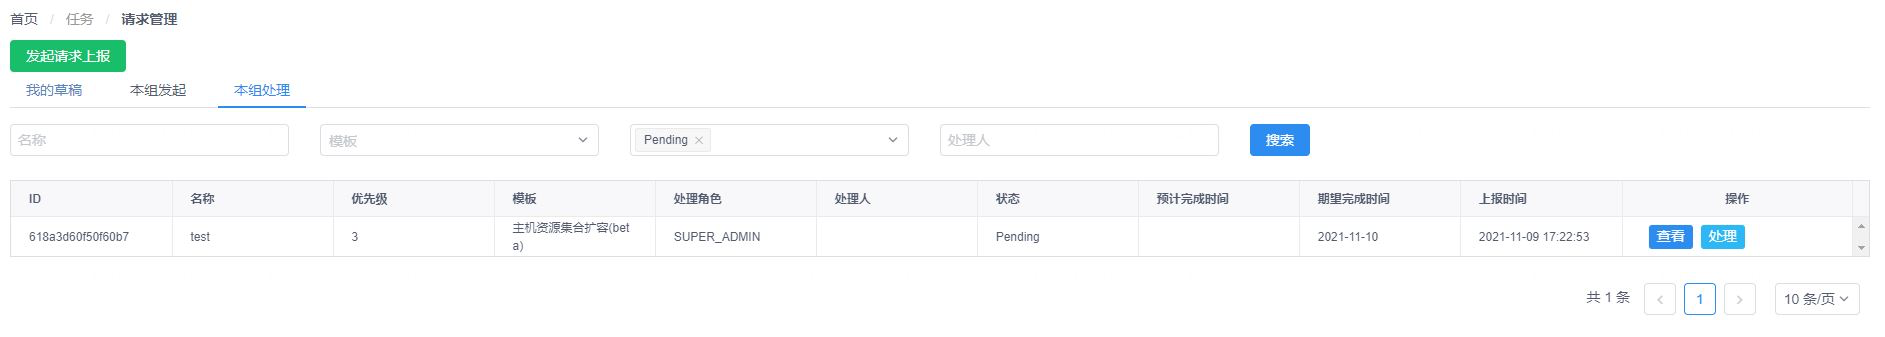 首页 / 任务 / 请求管理
发起请求上报
我的草稿 本组发起 本组处理
名称 模板 Pending × 处理人 搜索
ID 名称 优先级 模板 处理角色 处理人 状态 预计完成时间 期望完成时间 上报时间 操作
618a3d60f50f60b7 test 3 主机资源集合扩容(bet SUPER_ADMIN Pending 2021-11-10 2021-11-09 17:22:53 查看 处理
a)
共 1 条 < 1 > 10 条/页